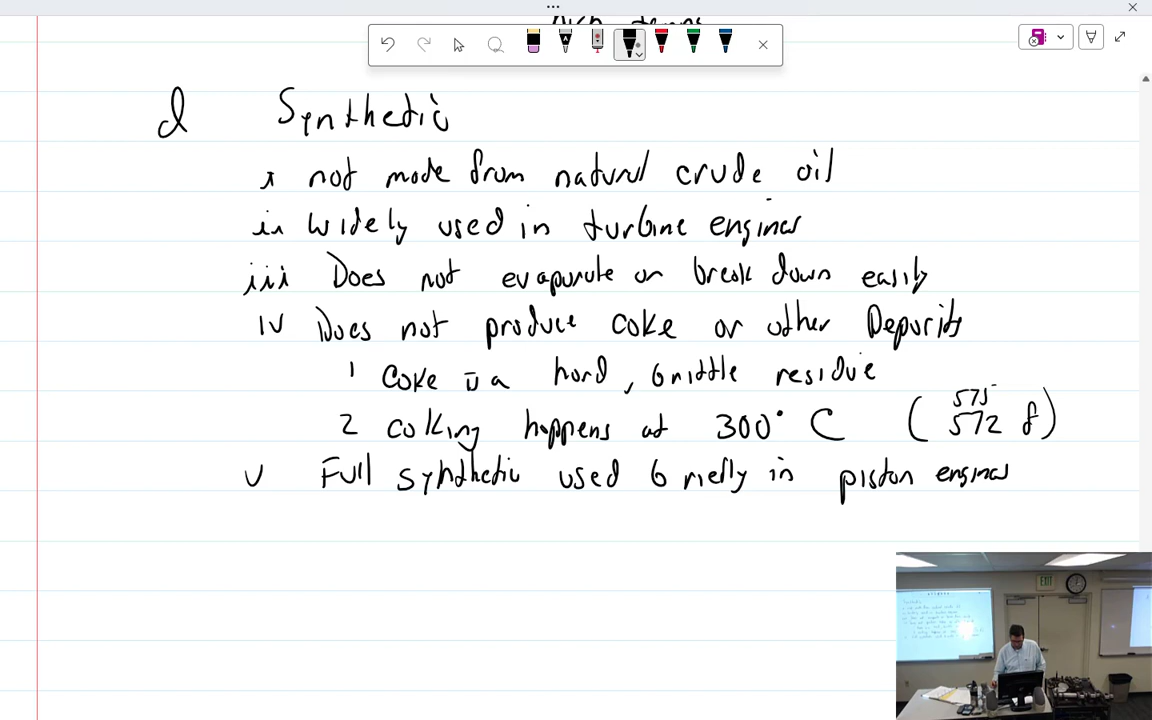 d Synthetic
i not made from natural crude oil
ii widely used in turbine engines
iii Does not evaporate or break down easily
IV Does not produce coke or other Deposits
1 Coke is a hard, brittle residue
575
2 coking happens at 300° C (572 f)
V Full synthetic used briefly in piston engines
EXIT